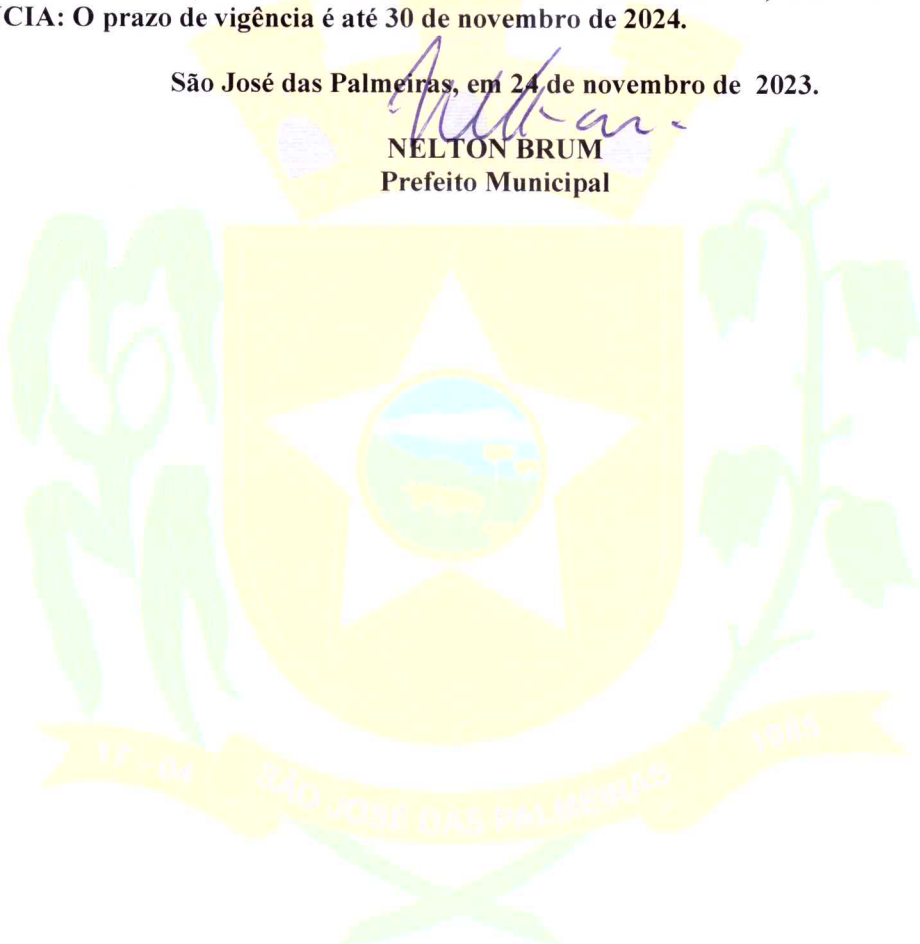 CIA: O prazo de vigência é até 30 de novembro de 2024.
São José das Palmeiras, em 24 de novembro de 2023.
NELTON BRUM
Prefeito Municipal
SÃO JOSÉ DAS PALMEIRAS